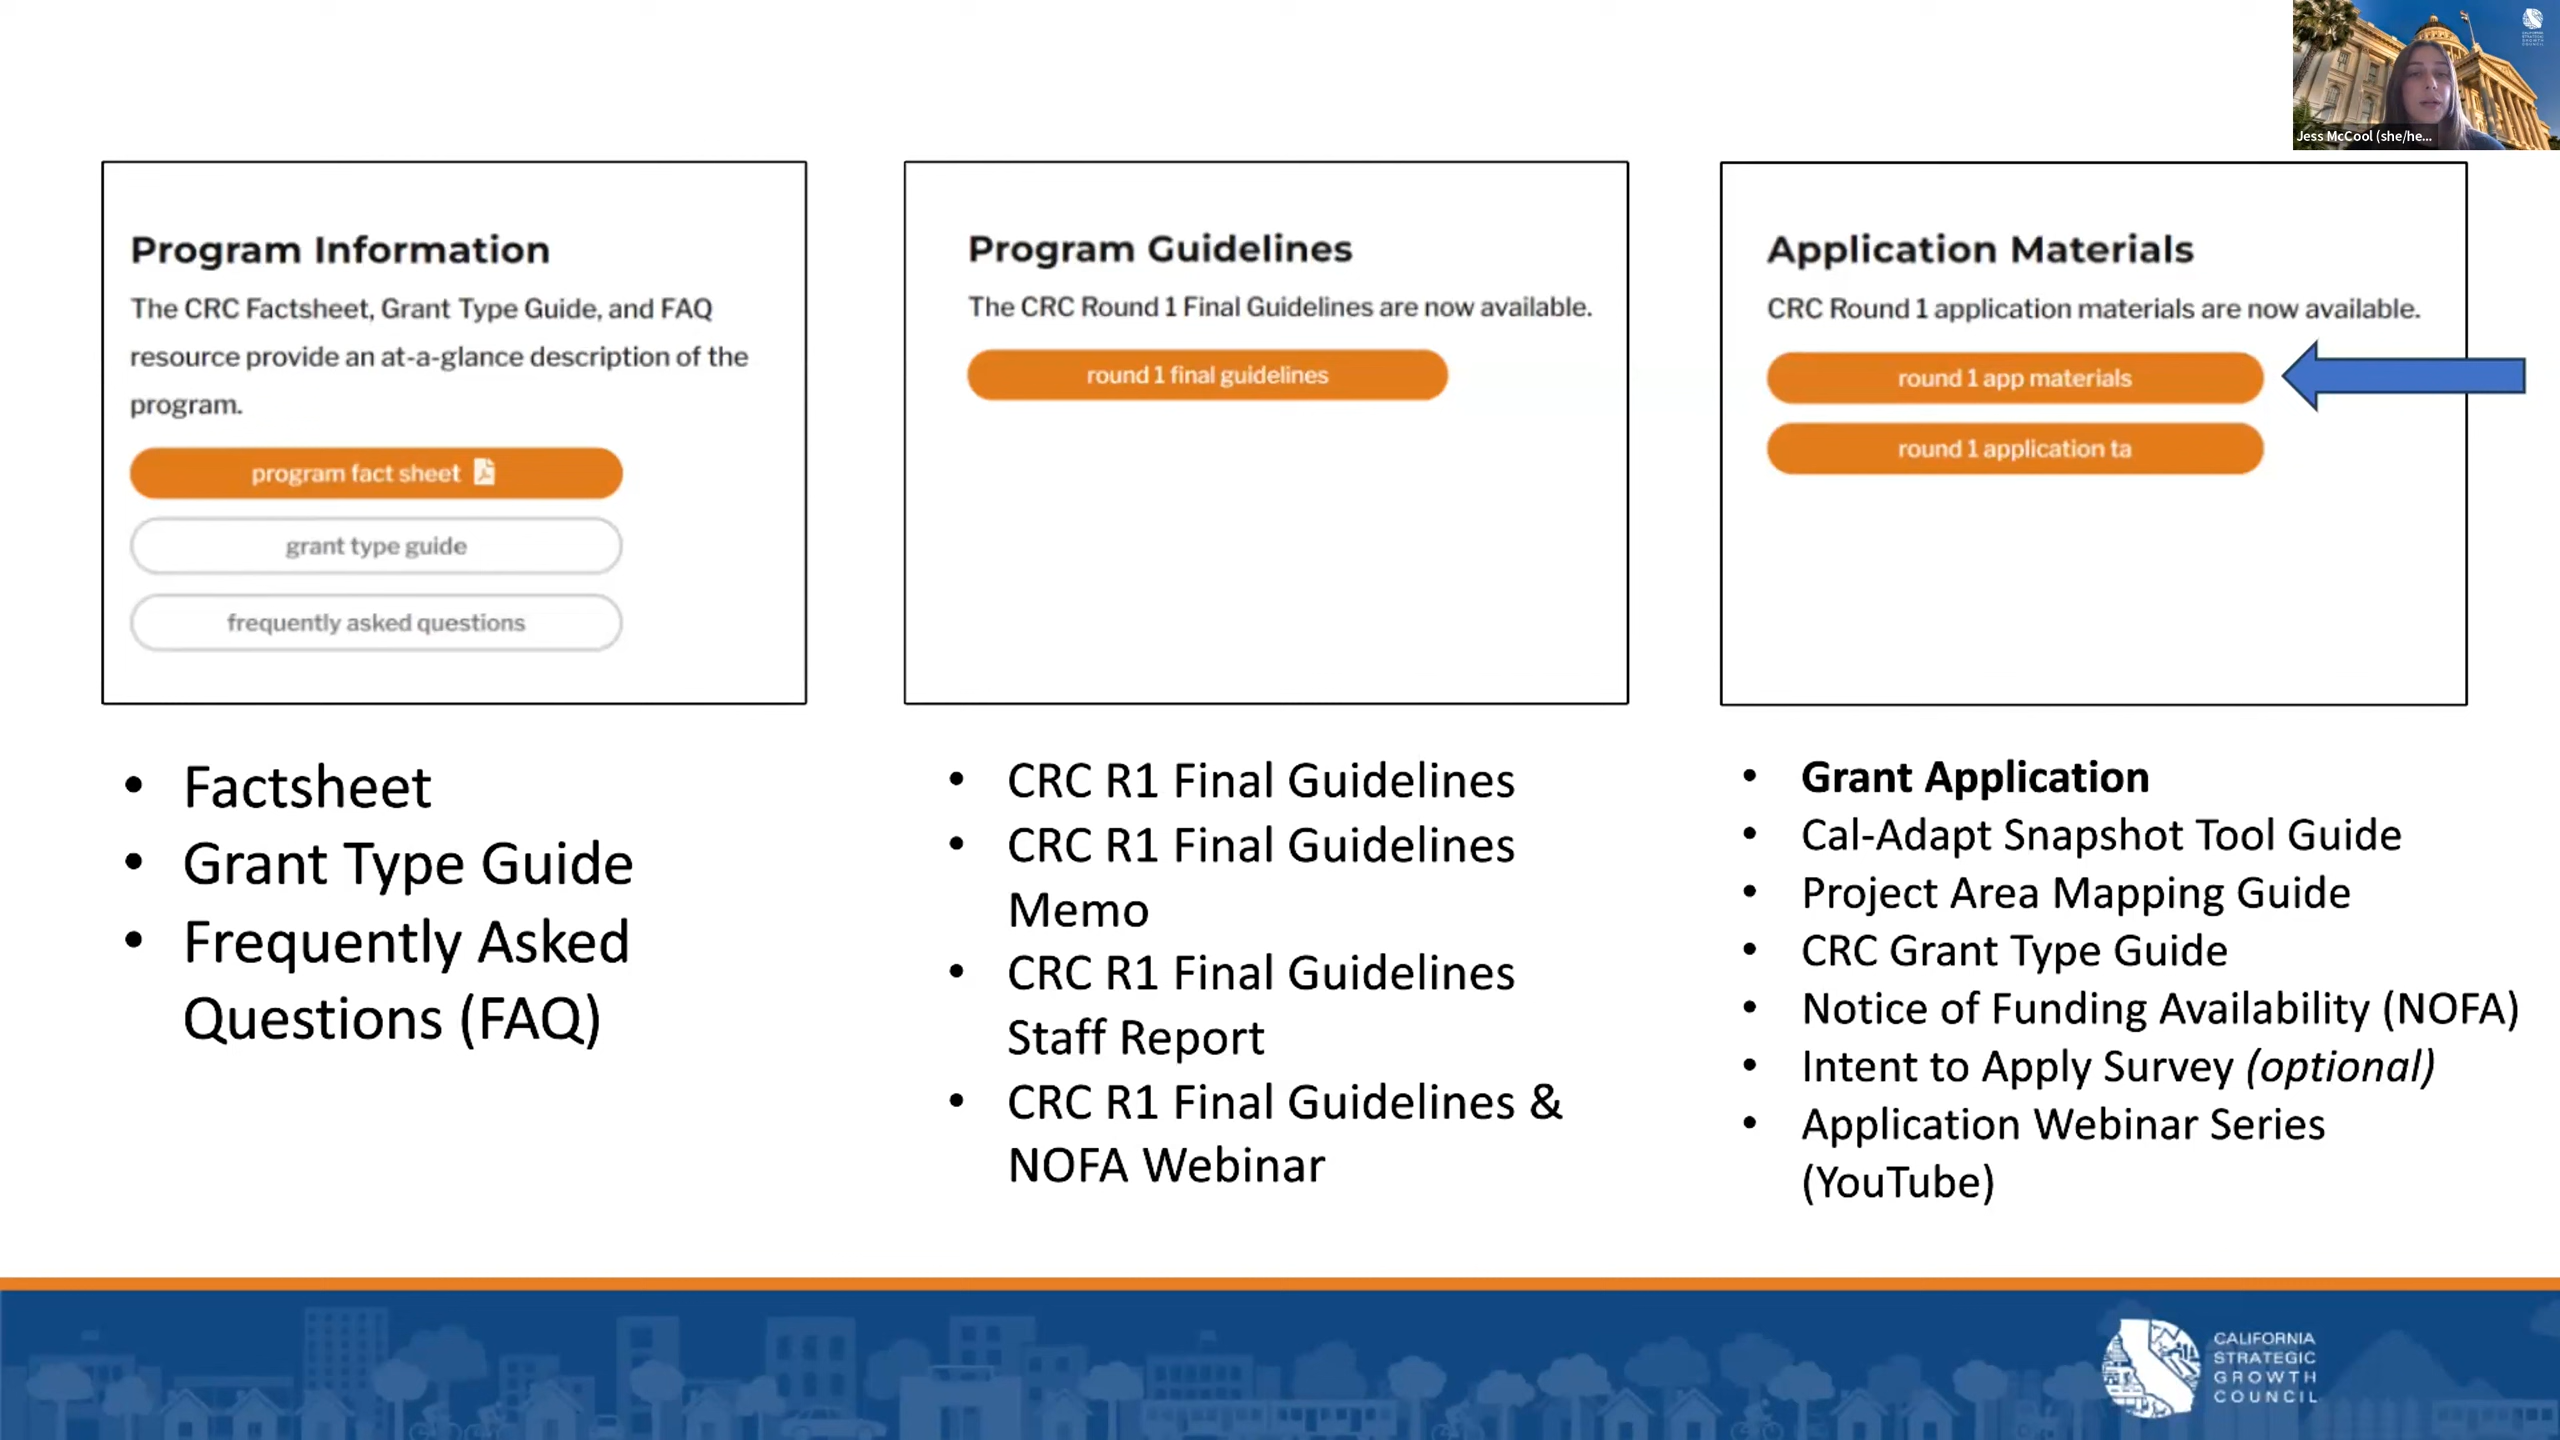 Jess McCool (she/he...
Program Information
The CRC Factsheet, Grant Type Guide, and FAQ
resource provide an at-a-glance description of the
program.
program fact sheet
grant type guide
frequently asked questions
Program Guidelines
The CRC Round 1 Final Guidelines are now available.
round 1 final guidelines
Application Materials
CRC Round 1 application materials are now available.
round 1 app materials
round 1 application ta
• Factsheet
• Grant Type Guide
• Frequently Asked
Questions (FAQ)
• CRC R1 Final Guidelines
• CRC R1 Final Guidelines
Memo
• CRC R1 Final Guidelines
Staff Report
• CRC R1 Final Guidelines &
NOFA Webinar
• Grant Application
• Cal-Adapt Snapshot Tool Guide
• Project Area Mapping Guide
• CRC Grant Type Guide
• Notice of Funding Availability (NOFA)
• Intent to Apply Survey (optional)
• Application Webinar Series
(YouTube)
CALIFORNIA
STRATEGIC
GROWTH
COUNCIL